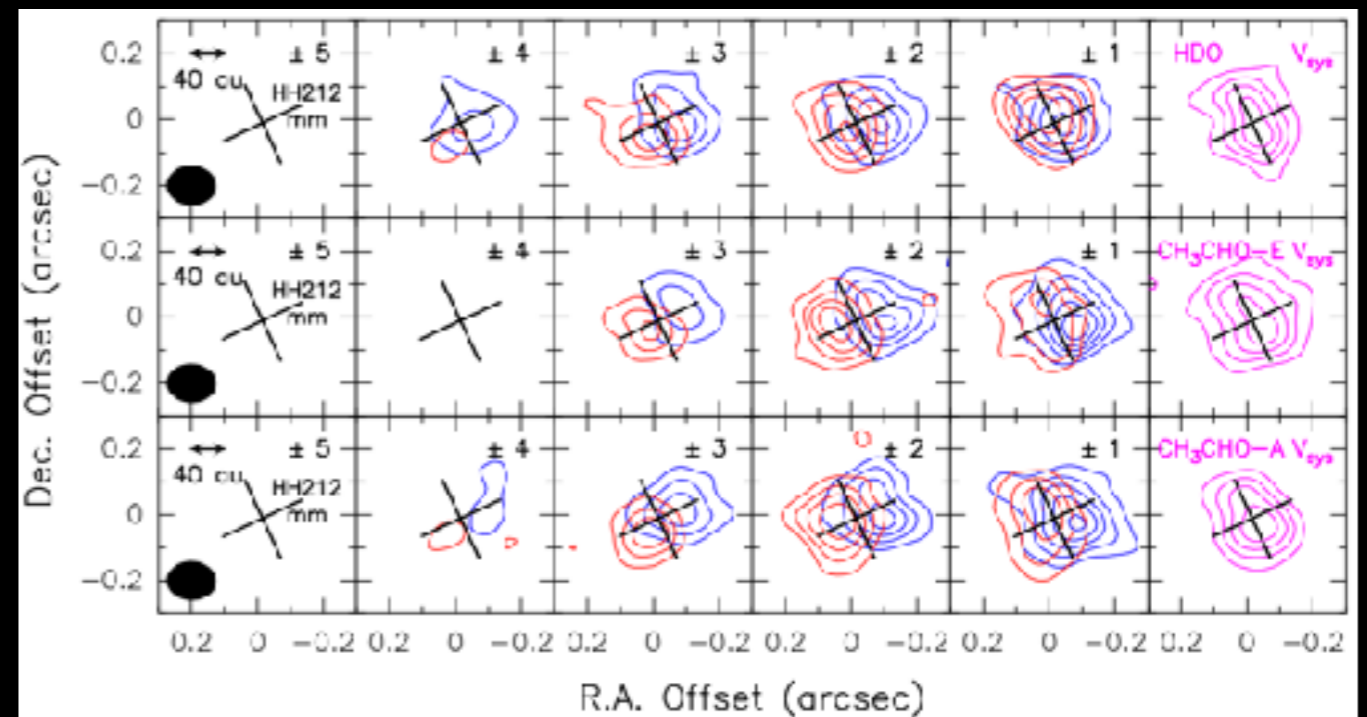 0.2 ± 5 ± 4 ± 3 ± 2 ± 1 HDO Vsys
40 cu
HH212
mm
0
−0.2
0.2 ± 5 ± 4 ± 3 ± 2 ± 1 CH3CHO−E Vsys
40 cu
HH212
mm
0
−0.2
0.2 ± 5 ± 4 ± 3 ± 2 ± 1 CH3CHO−A Vsys
40 cu
HH212
mm
0
−0.2
0.2 0 −0.2 0.2 0 −0.2 0.2 0 −0.2 0.2 0 −0.2 0.2 0 −0.2 0.2 0 −0.2
R.A. Offset (arcsec)
Dec. Offset (arcsec)